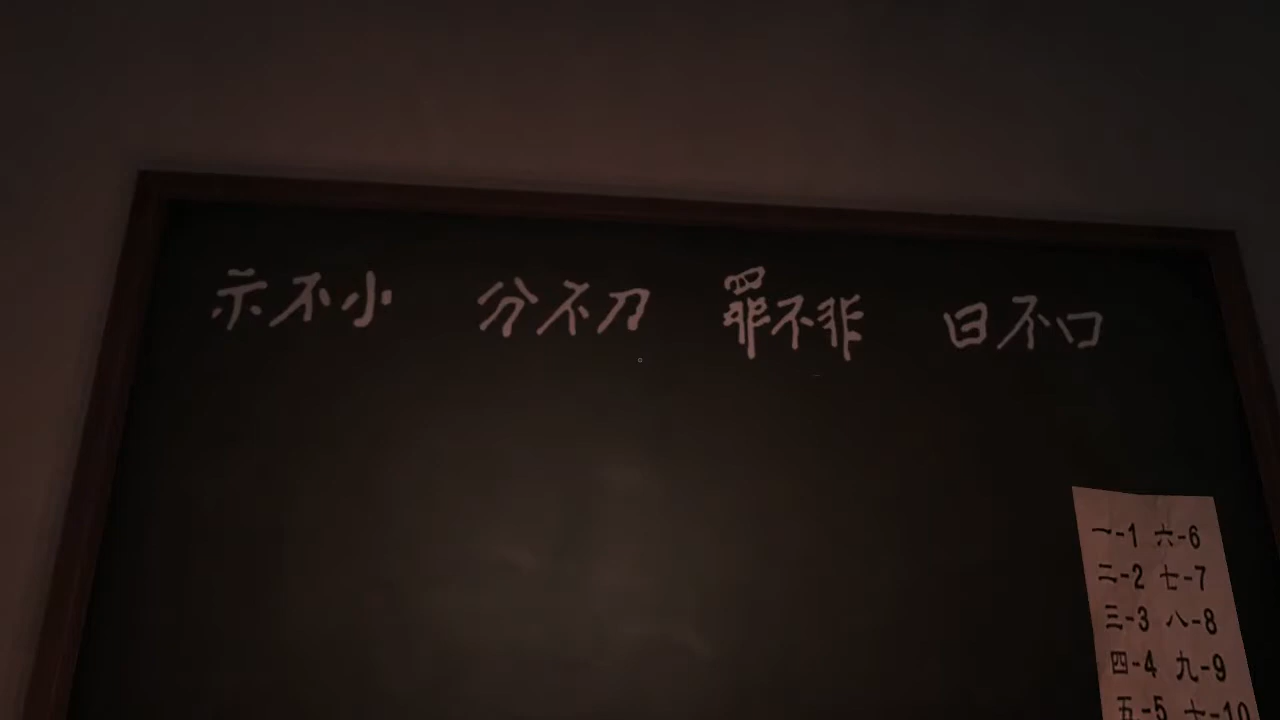 示不小 分不刀 罪不非 日不口
一-1 六-6
二-2 七-7
三-3 八-8
四-4 九-9
五-5 十-10